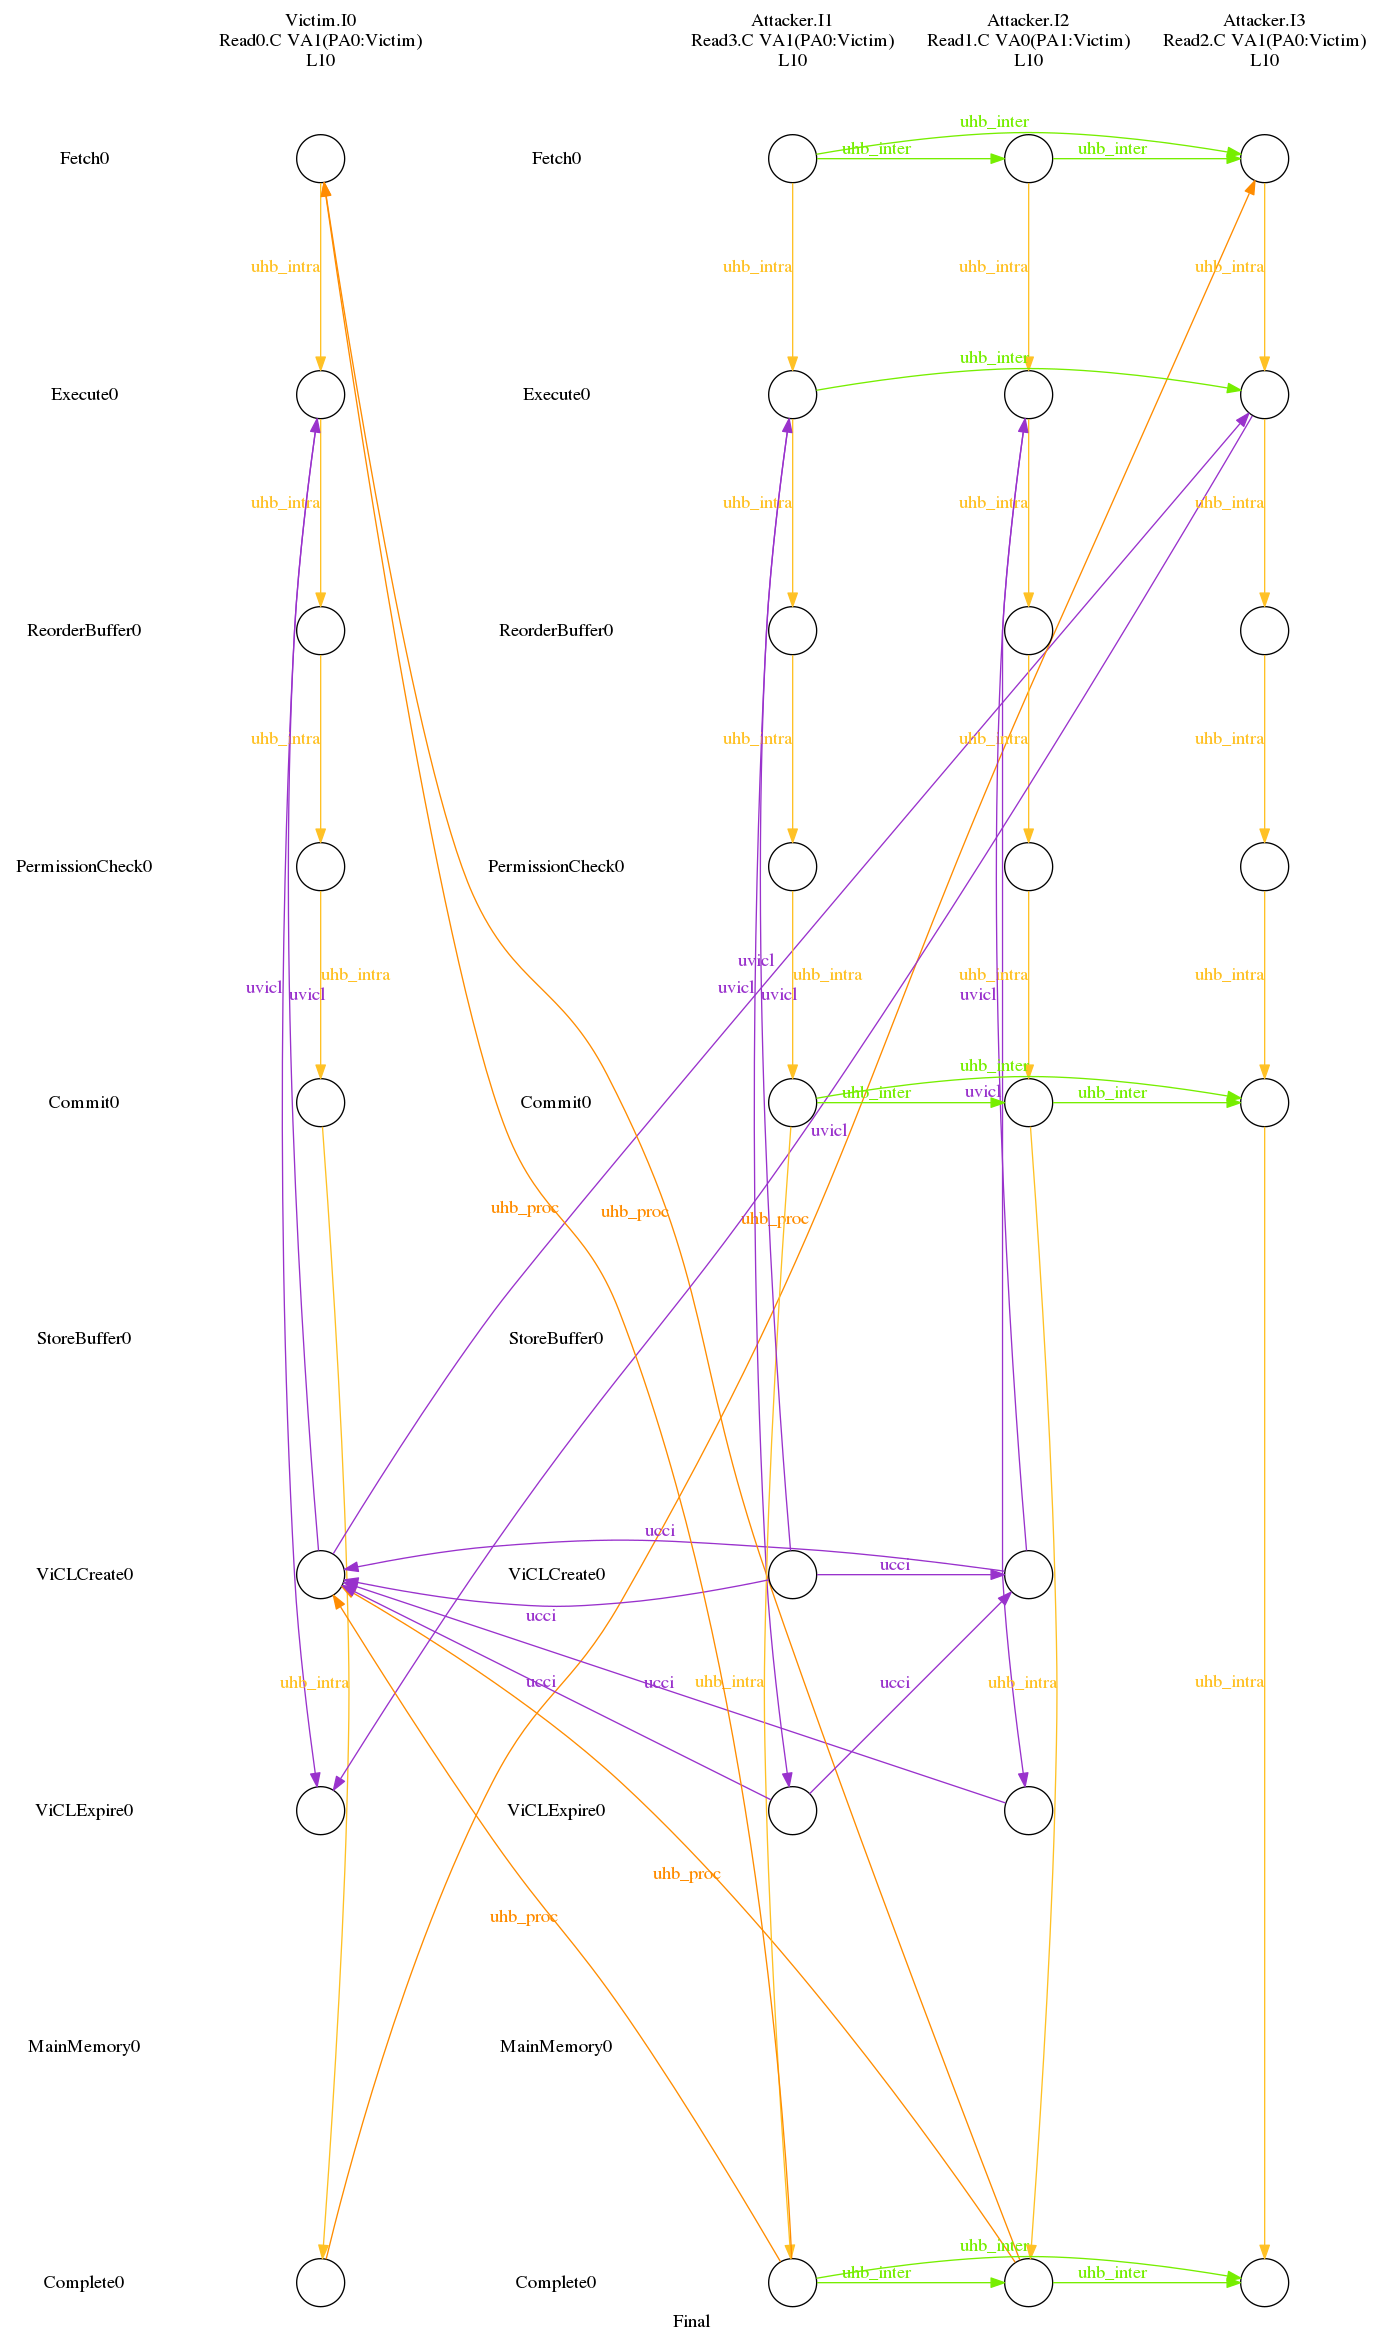 Victim.I0
Read0.C VA1(PA0:Victim)
L10
Attacker.I1
Read3.C VA1(PA0:Victim)
L10
Attacker.I2
Read1.C VA0(PA1:Victim)
L10
Attacker.I3
Read2.C VA1(PA0:Victim)
L10
uhb_inter
uhb_inter
uhb_inter
Fetch0
Fetch0
uhb_intra
uhb_intra
uhb_intra
uhb_intra
uhb_inter
Execute0
Execute0
uhb_intra
uhb_intra
uhb_intra
uhb_intra
ReorderBuffer0
ReorderBuffer0
uhb_intra
uhb_intra
uhb_intra
uhb_intra
PermissionCheck0
PermissionCheck0
uvicl
uhb_intra
uhb_intra
uhb_intra
uhb_intra
uvicl
uvicl
uvicl
uvicl
uvicl
uhb_inter
uvicl
uhb_inter
uhb_inter
Commit0
Commit0
uvicl
uhb_proc
uhb_proc
uhb_proc
StoreBuffer0
StoreBuffer0
ucci
ucci
ViCLCreate0
ViCLCreate0
ucci
uhb_intra
ucci
ucci
uhb_intra
ucci
uhb_intra
uhb_intra
ViCLExpire0
ViCLExpire0
uhb_proc
uhb_proc
MainMemory0
MainMemory0
uhb_inter
uhb_inter
uhb_inter
Complete0
Complete0
Final